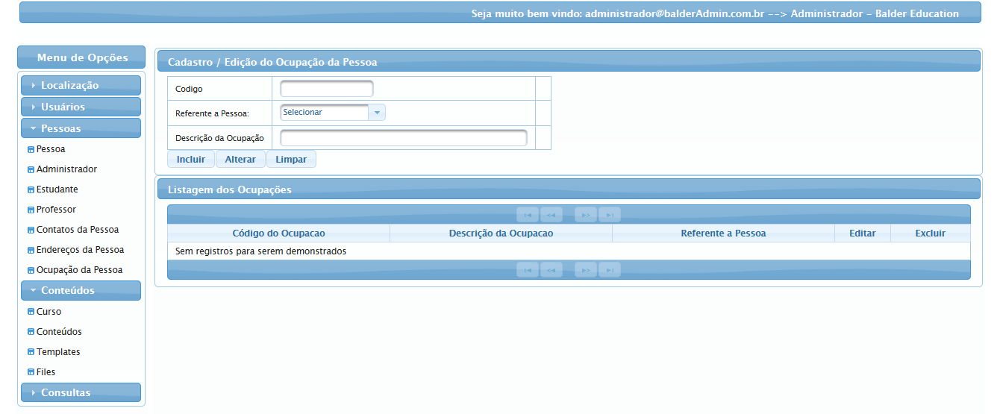 Seja muito bem vindo: administrador@balderAdmin.com.br --> Administrador - Balder Education
Menu de Opções
Localização
Usuários
Pessoas
Pessoa
Administrador
Estudante
Professor
Contatos da Pessoa
Endereços da Pessoa
Ocupação da Pessoa
Conteúdos
Curso
Conteúdos
Templates
Files
Consultas
Cadastro / Edição do Ocupação da Pessoa
Codigo
Referente a Pessoa: Selecionar
Descrição da Ocupação
Incluir Alterar Limpar
Listagem dos Ocupações
Código do Ocupacao Descrição da Ocupacao Referente a Pessoa Editar Excluir
Sem registros para serem demonstrados